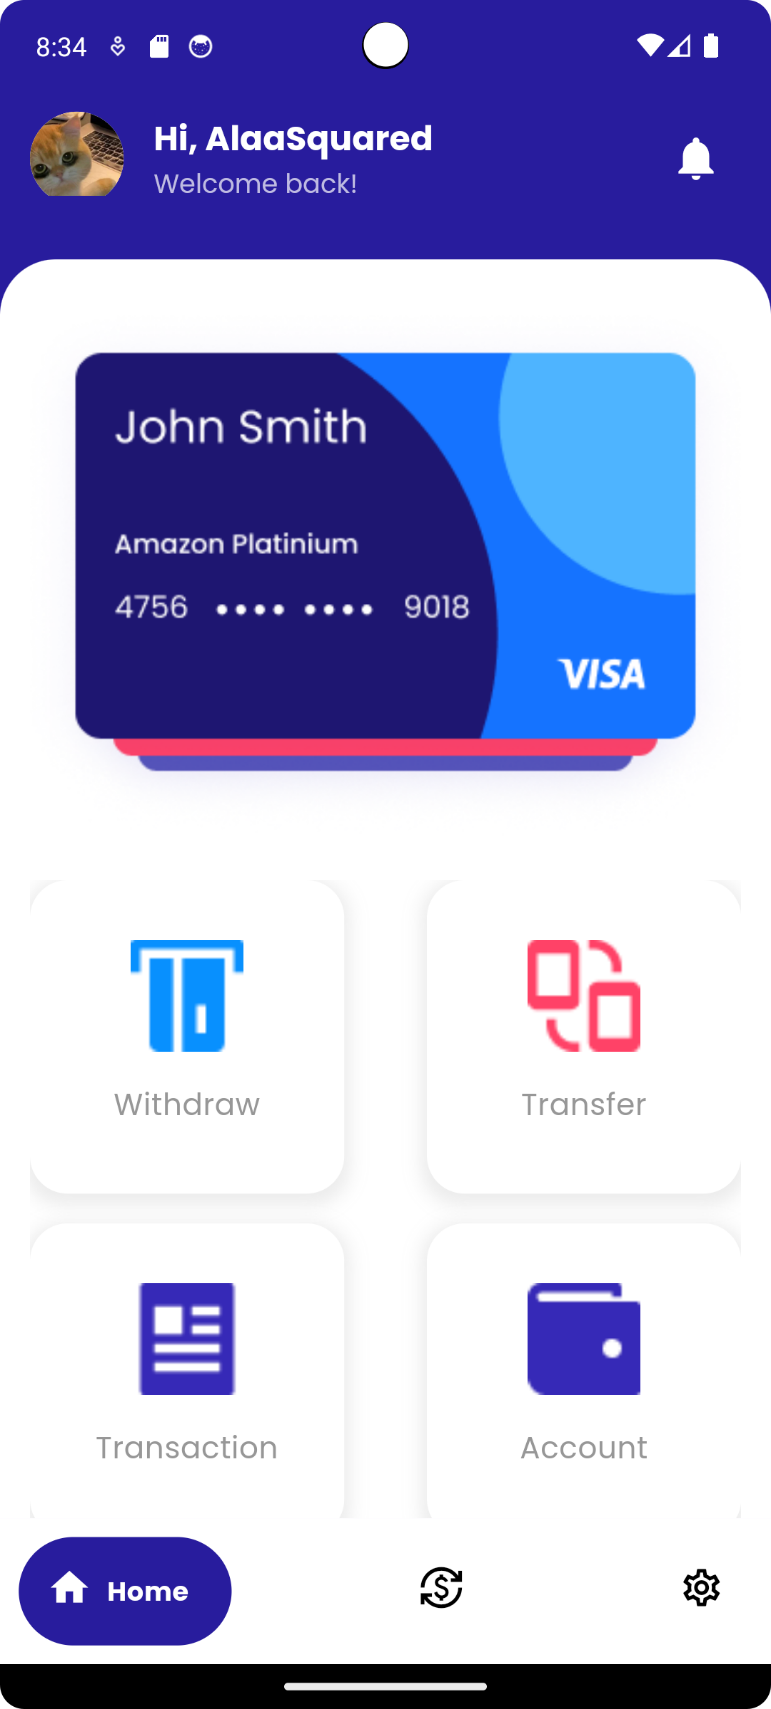 8:34
Hi, AlaaSquared
Welcome back!
John Smith
Amazon Platinium
4756 •••• •••• 9018
VISA
Withdraw
Transfer
Transaction
Account
Home